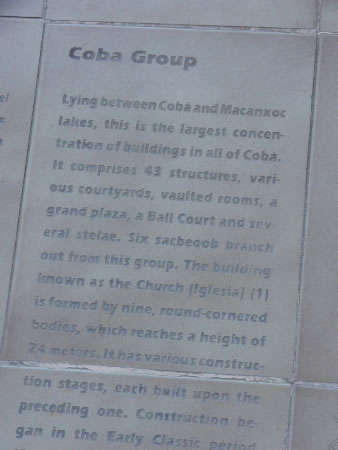 Coba Group
Lying between Cobá and Macanxoc
lakes, this is the largest concen-
tration of buildings in all of Cobá.
It comprises 43 structures, vari-
ous courtyards, vaulted rooms, a
grand plaza, a Ball Court and sev
eral stelae. Six sacbeoob branch
out from this group. The building
known as the Church (Iglesia) (1)
is formed by nine, round-cornered
bodies, which reaches a height of
24 meters. It has various construc-
tion stages, each built upon the
preceding one. Construction be-
gan in the Early Classic period